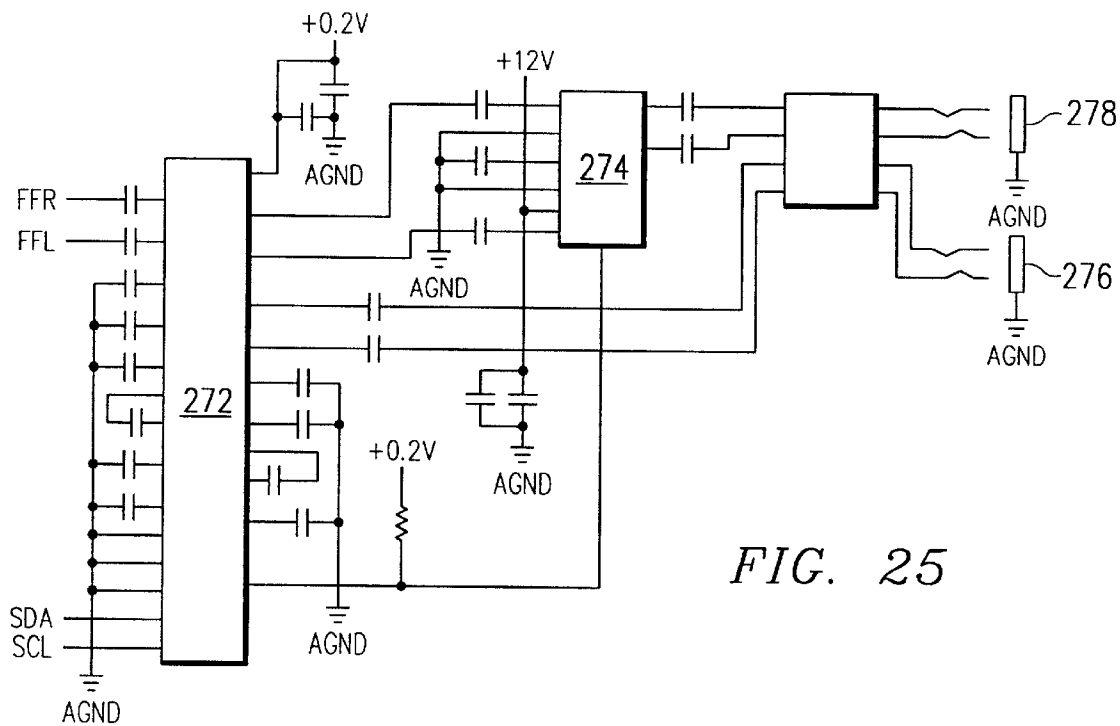 +0.2V
+12V
278
274
AGND
FFR
AGND
FFL
276
AGND
AGND
272
+0.2V
AGND
FIG. 25
SDA
SCL
AGND
AGND